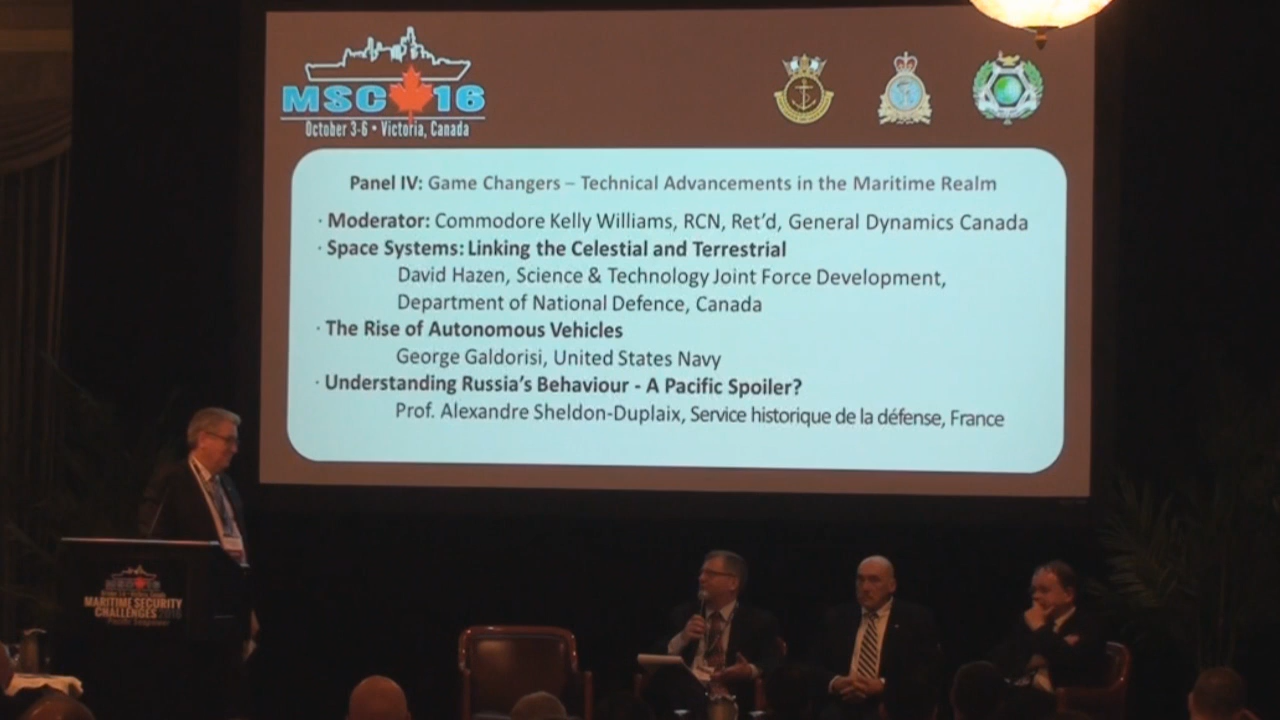 MSC 16
October 3-6 • Victoria, Canada
Panel IV: Game Changers – Technical Advancements in the Maritime Realm
· Moderator: Commodore Kelly Williams, RCN, Ret’d, General Dynamics Canada
· Space Systems: Linking the Celestial and Terrestrial
David Hazen, Science & Technology Joint Force Development,
Department of National Defence, Canada
· The Rise of Autonomous Vehicles
George Galdorisi, United States Navy
· Understanding Russia’s Behaviour - A Pacific Spoiler?
Prof. Alexandre Sheldon-Duplaix, Service historique de la défense, France
MARITIME SECURITY
CHALLENGES